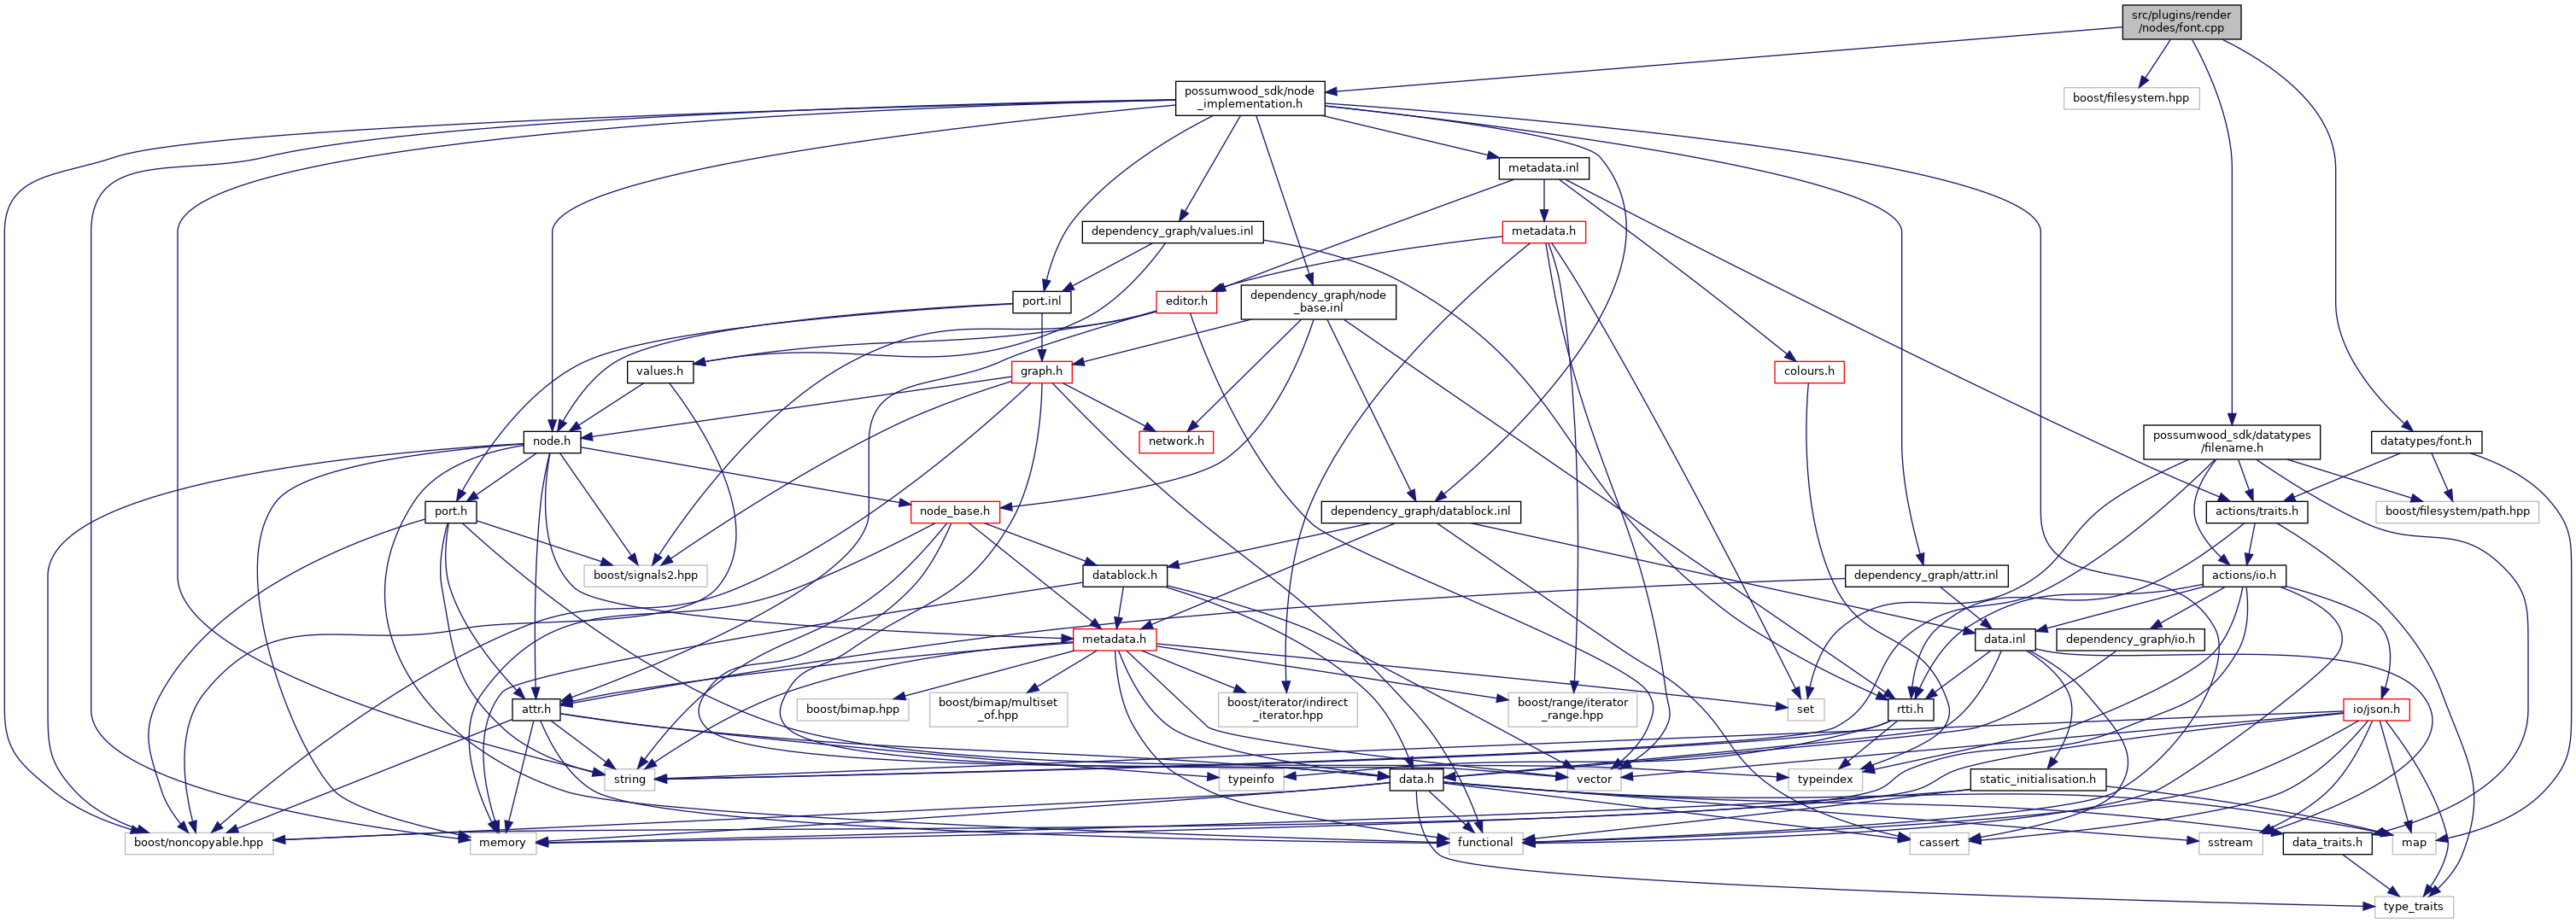 src/plugins/render
/nodes/font.cpp
possumwood_sdk/node
_implementation.h
boost/filesystem.hpp
metadata.inl
dependency_graph/values.inl
metadata.h
port.inl
editor.h
dependency_graph/node
_base.inl
values.h
graph.h
colours.h
node.h
network.h
possumwood_sdk/datatypes
/filename.h
datatypes/font.h
port.h
node_base.h
dependency_graph/datablock.inl
actions/traits.h
boost/filesystem/path.hpp
boost/signals2.hpp
datablock.h
dependency_graph/attr.inl
actions/io.h
metadata.h
data.inl
dependency_graph/io.h
attr.h
boost/bimap.hpp
boost/bimap/multiset
_of.hpp
boost/iterator/indirect
_iterator.hpp
boost/range/iterator
_range.hpp
set
rtti.h
io/json.h
string
typeinfo
data.h
vector
typeindex
static_initialisation.h
boost/noncopyable.hpp
memory
functional
cassert
sstream
data_traits.h
map
type_traits